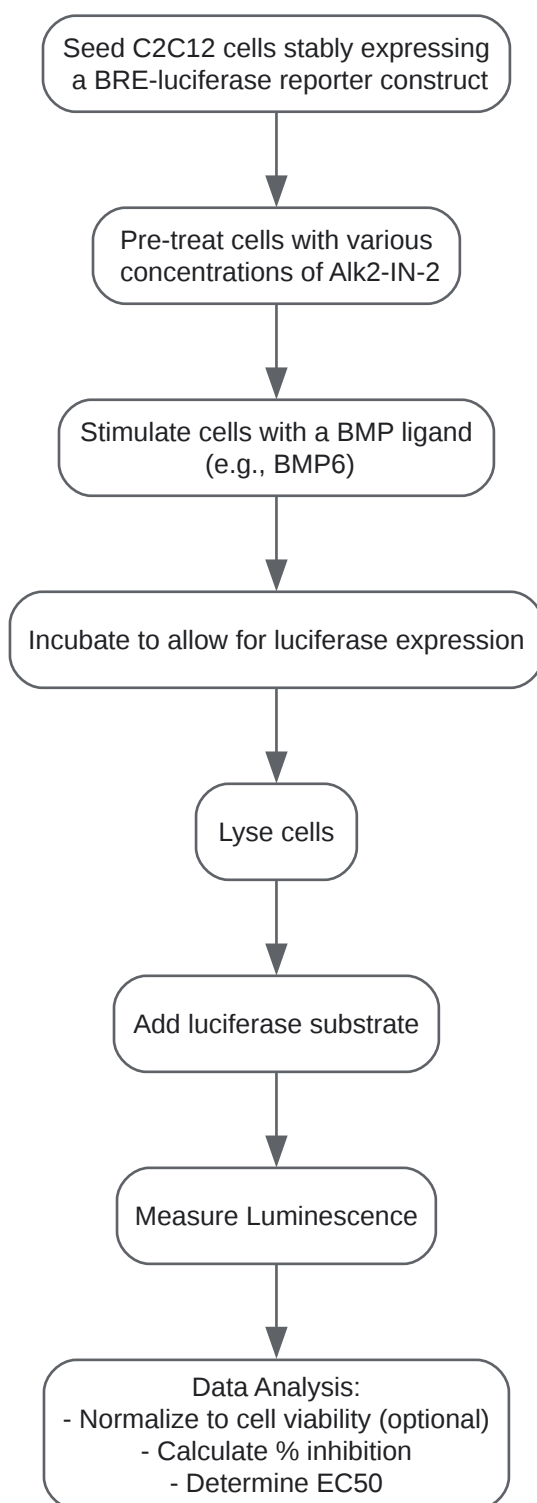 Seed C2C12 cells stably expressing
a BRE-luciferase reporter construct
Pre-treat cells with various
concentrations of Alk2-IN-2
Stimulate cells with a BMP ligand
(e.g., BMP6)
Incubate to allow for luciferase expression
Lyse cells
Add luciferase substrate
Measure Luminescence
Data Analysis:
- Normalize to cell viability (optional)
- Calculate % inhibition
- Determine EC50